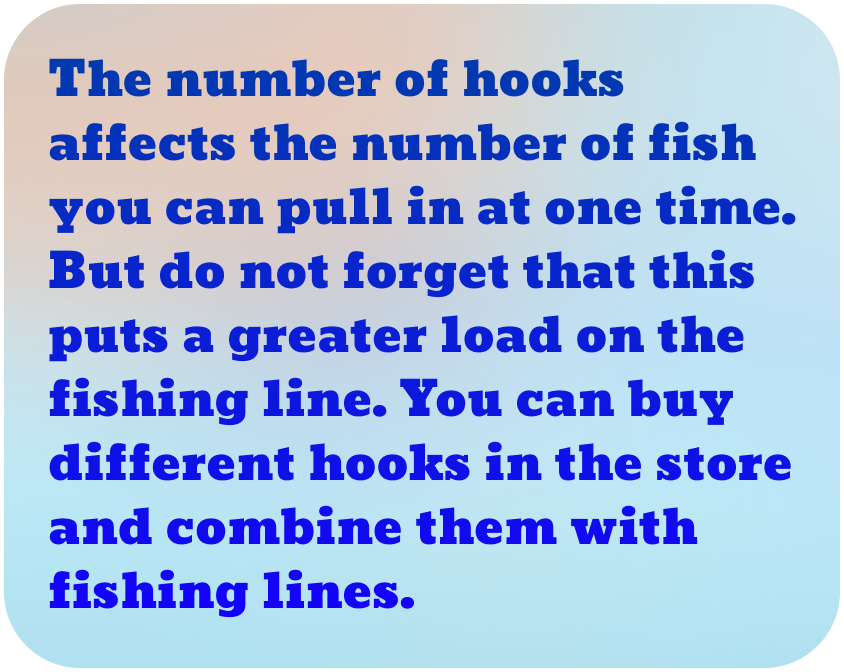 The number of hooks
affects the number of fish
you can pull in at one time.
But do not forget that this
puts a greater load on the
fishing line. You can buy
different hooks in the store
and combine them with
fishing lines.